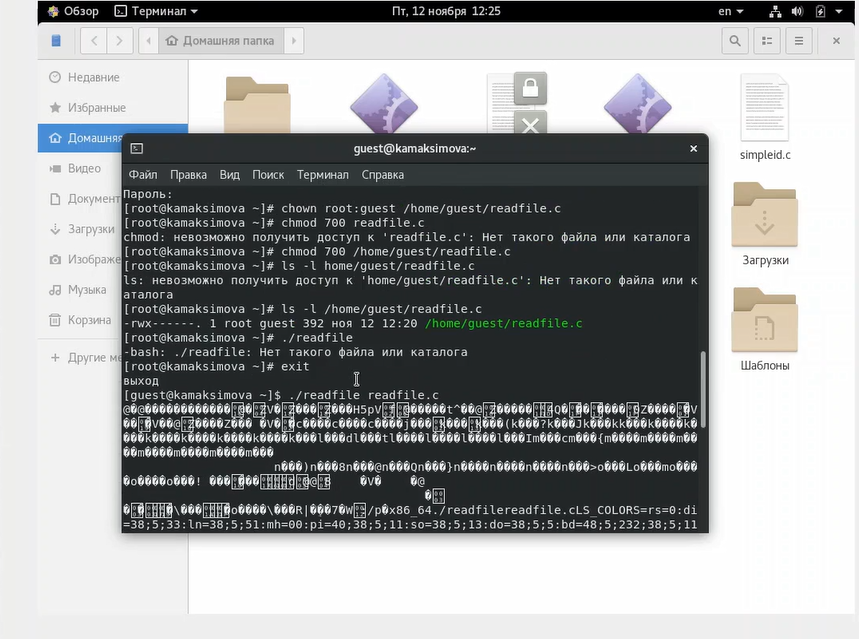 Обзор
Терминал
Пт, 12 ноября 12:25
en
Домашняя папка
Недавние
Избранные
Домашняя
Видео
Документ
Загрузки
Изображе
Музыка
Корзина
+ Другие ме
simpleid.c
Загрузки
Шаблоны
guest@kamaksimova:~
Файл Правка Вид Поиск Терминал Справка
Пароль:
[root@kamaksimova ~]# chown root:guest /home/guest/readfile.c
[root@kamaksimova ~]# chmod 700 readfile.c
chmod: невозможно получить доступ к 'readfile.c': Нет такого файла или каталога
[root@kamaksimova ~]# chmod 700 /home/guest/readfile.c
[root@kamaksimova ~]# ls -l home/guest/readfile.c
ls: невозможно получить доступ к 'home/guest/readfile.c': Нет такого файла или к
аталога
[root@kamaksimova ~]# ls -l /home/guest/readfile.c
-rwx------. 1 root guest 392 ноя 12 12:20 /home/guest/readfile.c
[root@kamaksimova ~]# ./readfile
-bash: ./readfile: Нет такого файла или каталога
[root@kamaksimova ~]# exit
выход
[guest@kamaksimova ~]$ ./readfile readfile.c
x86_64./readfilereadfile.cLS_COLORS=rs=0:di
=38;5;33:ln=38;5;51:mh=00:pi=40;38;5;11:so=38;5;13:do=38;5;5:bd=48;5;232;38;5;11